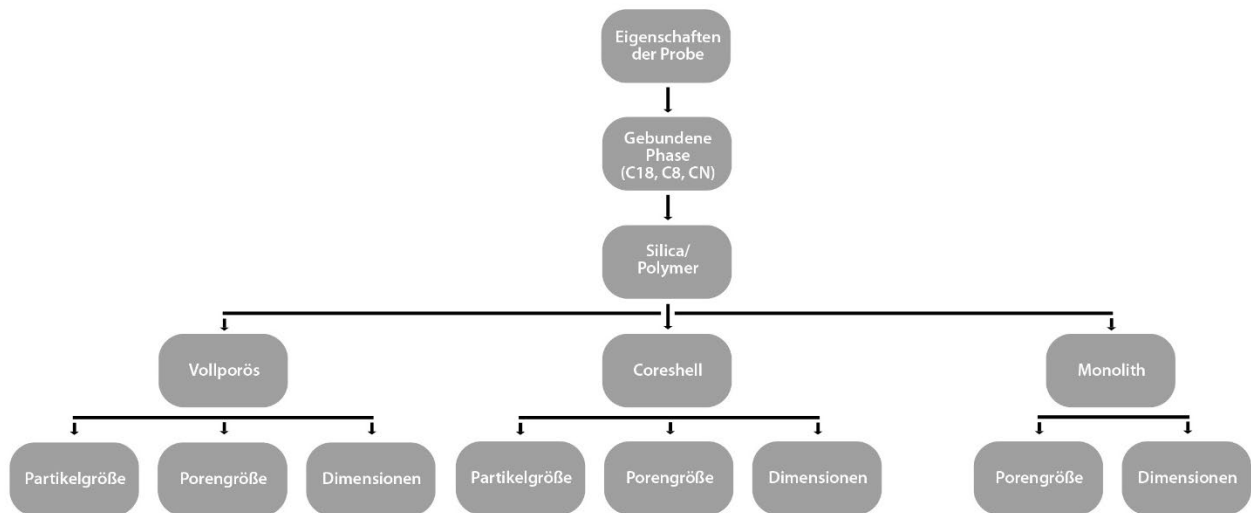 Eigenschaften
der Probe
Gebundene
Phase
(C18, C8, CN)
Silica/
Polymer
Vollporös
Coreshell
Monolith
Partikelgröße
Porengröße
Dimensionen
Partikelgröße
Porengröße
Dimensionen
Porengröße
Dimensionen